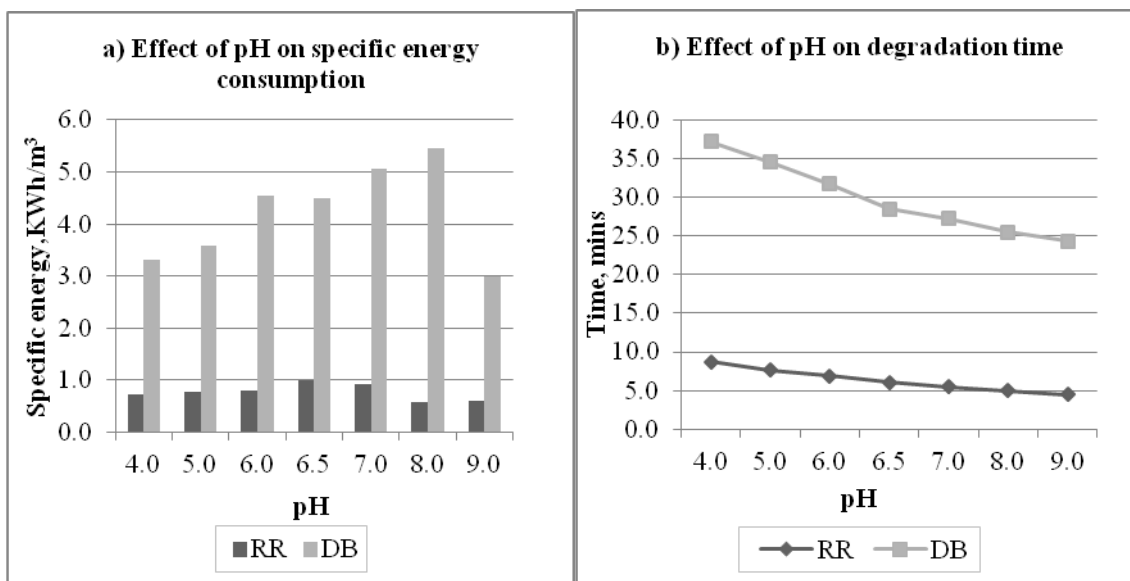 a) Effect of pH on specific energy
consumption
Specific energy,KWh/m³
6.0
5.0
4.0
3.0
2.0
1.0
0.0
4.0 5.0 6.0 6.5 7.0 8.0 9.0
pH
RR DB
b) Effect of pH on degradation time
Time, mins
40.0
35.0
30.0
25.0
20.0
15.0
10.0
5.0
0.0
4.0 5.0 6.0 6.5 7.0 8.0 9.0
pH
RR DB